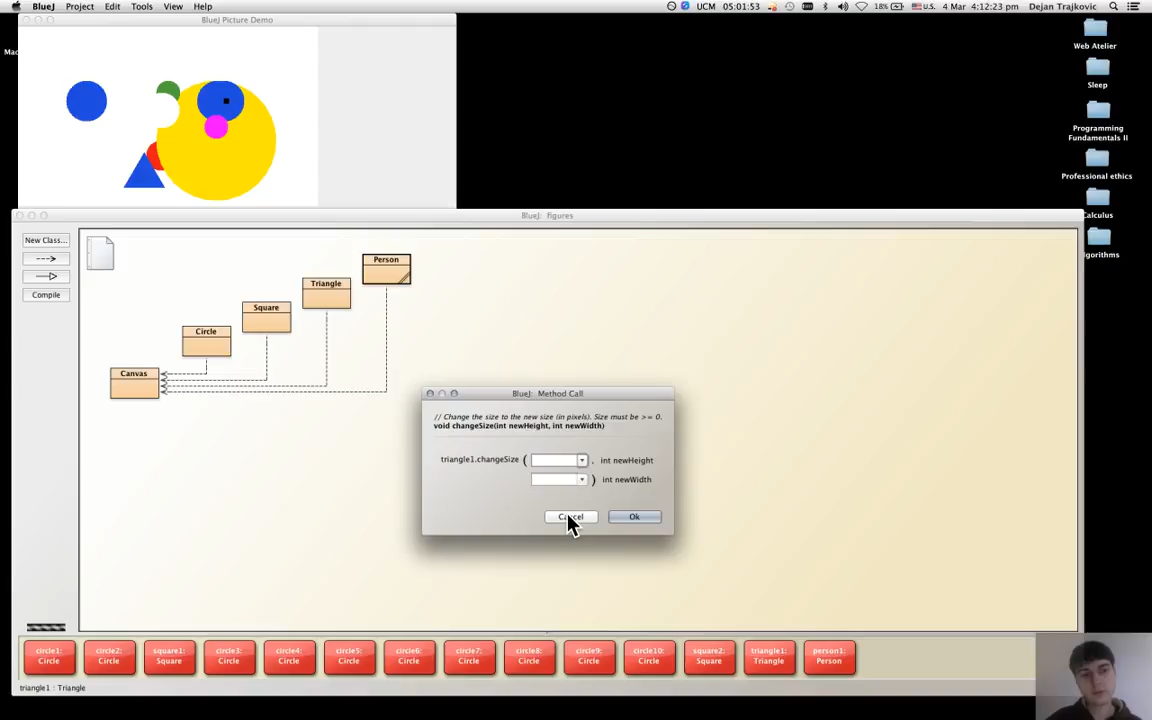 BlueJ Project Edit Tools View Help
UCM 05:01:53 18% U.S. 4 Mar 4:12:23 pm Dejan Trajkovic
BlueJ Picture Demo
Mac
Web Atelier
Sleep
Programming
Fundamentals II
Professional ethics
Calculus
gorithms
BlueJ: figures
New Class...
Compile
Person
Triangle
Square
Circle
Canvas
BlueJ: Method Call
// Change the size to the new size (in pixels). Size must be >= 0.
void changeSize(int newHeight, int newWidth)
triangle1.changeSize ( , int newHeight
) int newWidth
Cancel Ok
circle1: Circle
circle2: Circle
square1: Square
circle3: Circle
circle4: Circle
circle5: Circle
circle6: Circle
circle7: Circle
circle8: Circle
circle9: Circle
circle10: Circle
square2: Square
triangle1: Triangle
person1: Person
triangle1 : Triangle